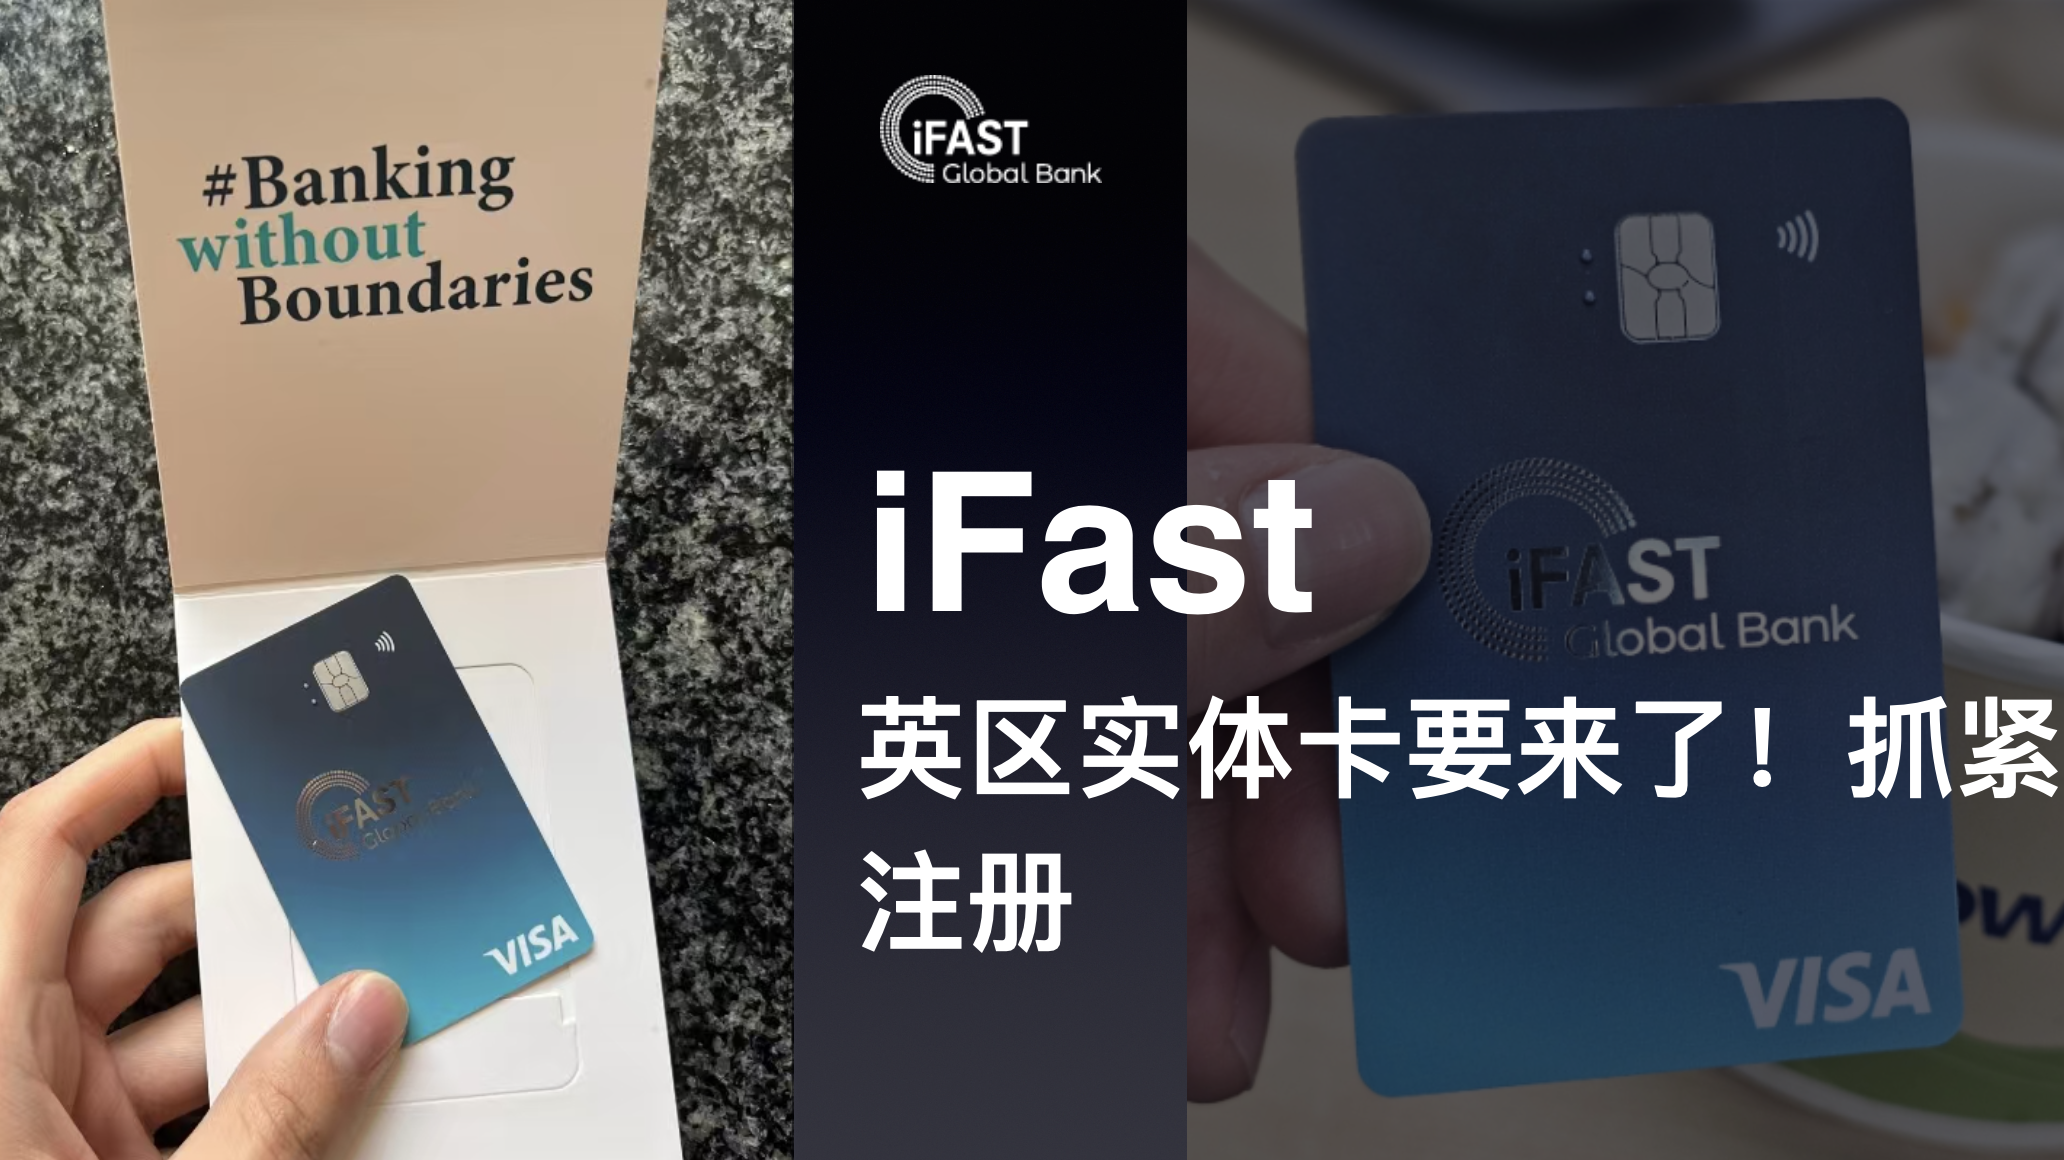 #Banking
without
Boundaries
iFAST
Global Bank
VISA
iFAST
Global Bank
iFast
英区实体卡要来了！抓紧
注册
iFAST
Global Bank
VISA